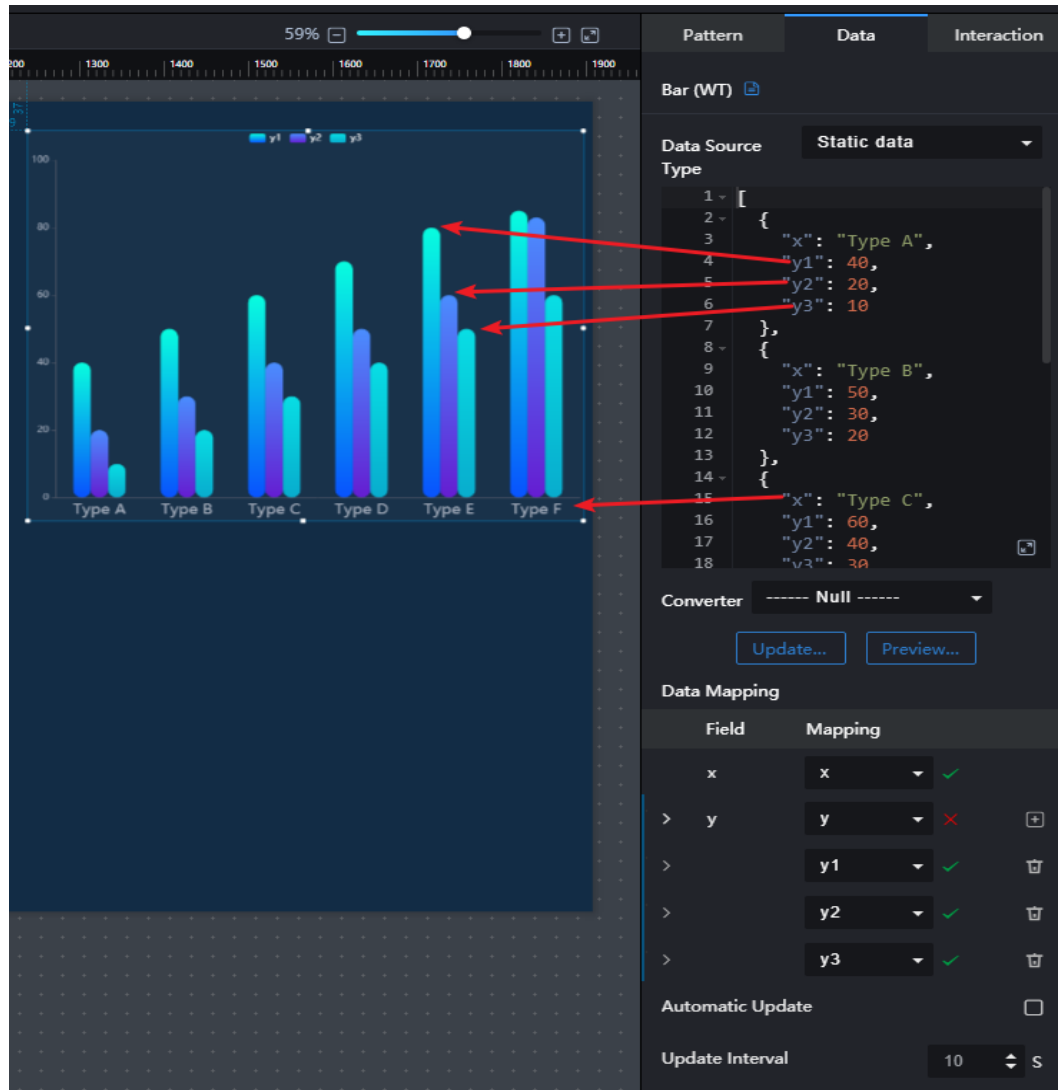 59%
Pattern Data Interaction
1300 1400 1500 1600 1700 1800 1900
37
Bar (WT)
Data Source Type
Static data
y1 y2 y3
100
80
60
40
20
0
Type A Type B Type C Type D Type E Type F
1 [
2 {
3 "x": "Type A",
4 "y1": 40,
5 "y2": 20,
6 "y3": 10
7 },
8 {
9 "x": "Type B",
10 "y1": 50,
11 "y2": 30,
12 "y3": 20
13 },
14 {
15 "x": "Type C",
16 "y1": 60,
17 "y2": 40,
18 "y3": 30
Converter ------ Null ------
Update... Preview...
Data Mapping
Field Mapping
x x
y y
y1
y2
y3
Automatic Update
Update Interval 10 S